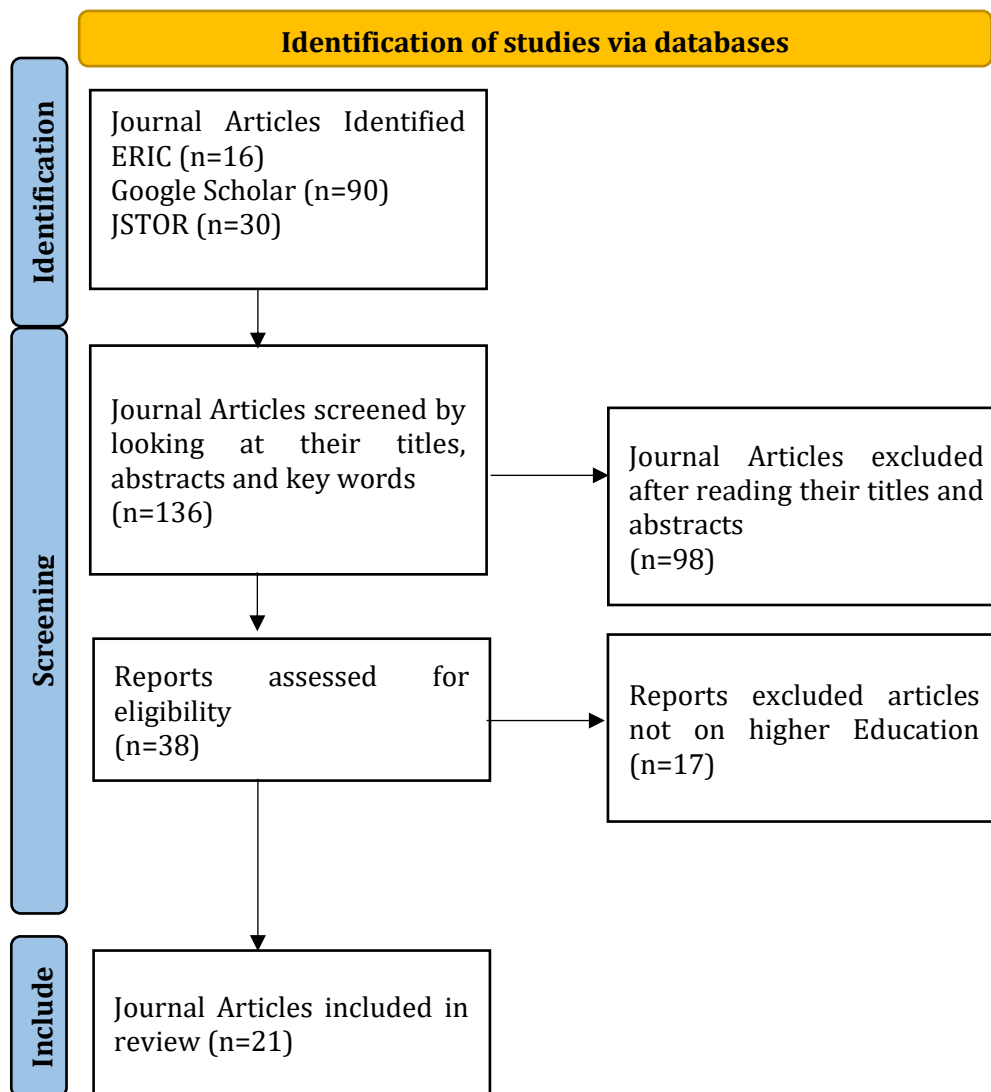 Identification of studies via databases
Identification
Journal Articles Identified
ERIC (n=16)
Google Scholar (n=90)
JSTOR (n=30)
Screening
Journal Articles screened by
looking at their titles,
abstracts and key words
(n=136)
Journal Articles excluded
after reading their titles and
abstracts
(n=98)
Reports assessed for
eligibility
(n=38)
Reports excluded articles
not on higher Education
(n=17)
Include
Journal Articles included in
review (n=21)